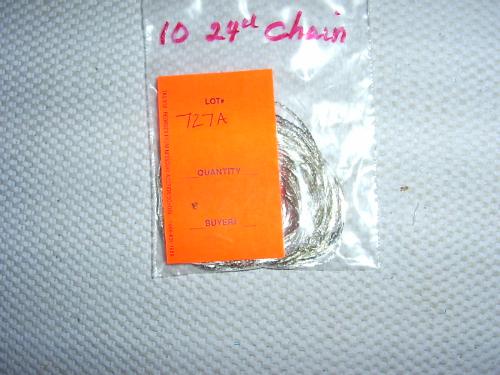 10 24" Chain
LOT#
727A
QUANTITY
BUYER#